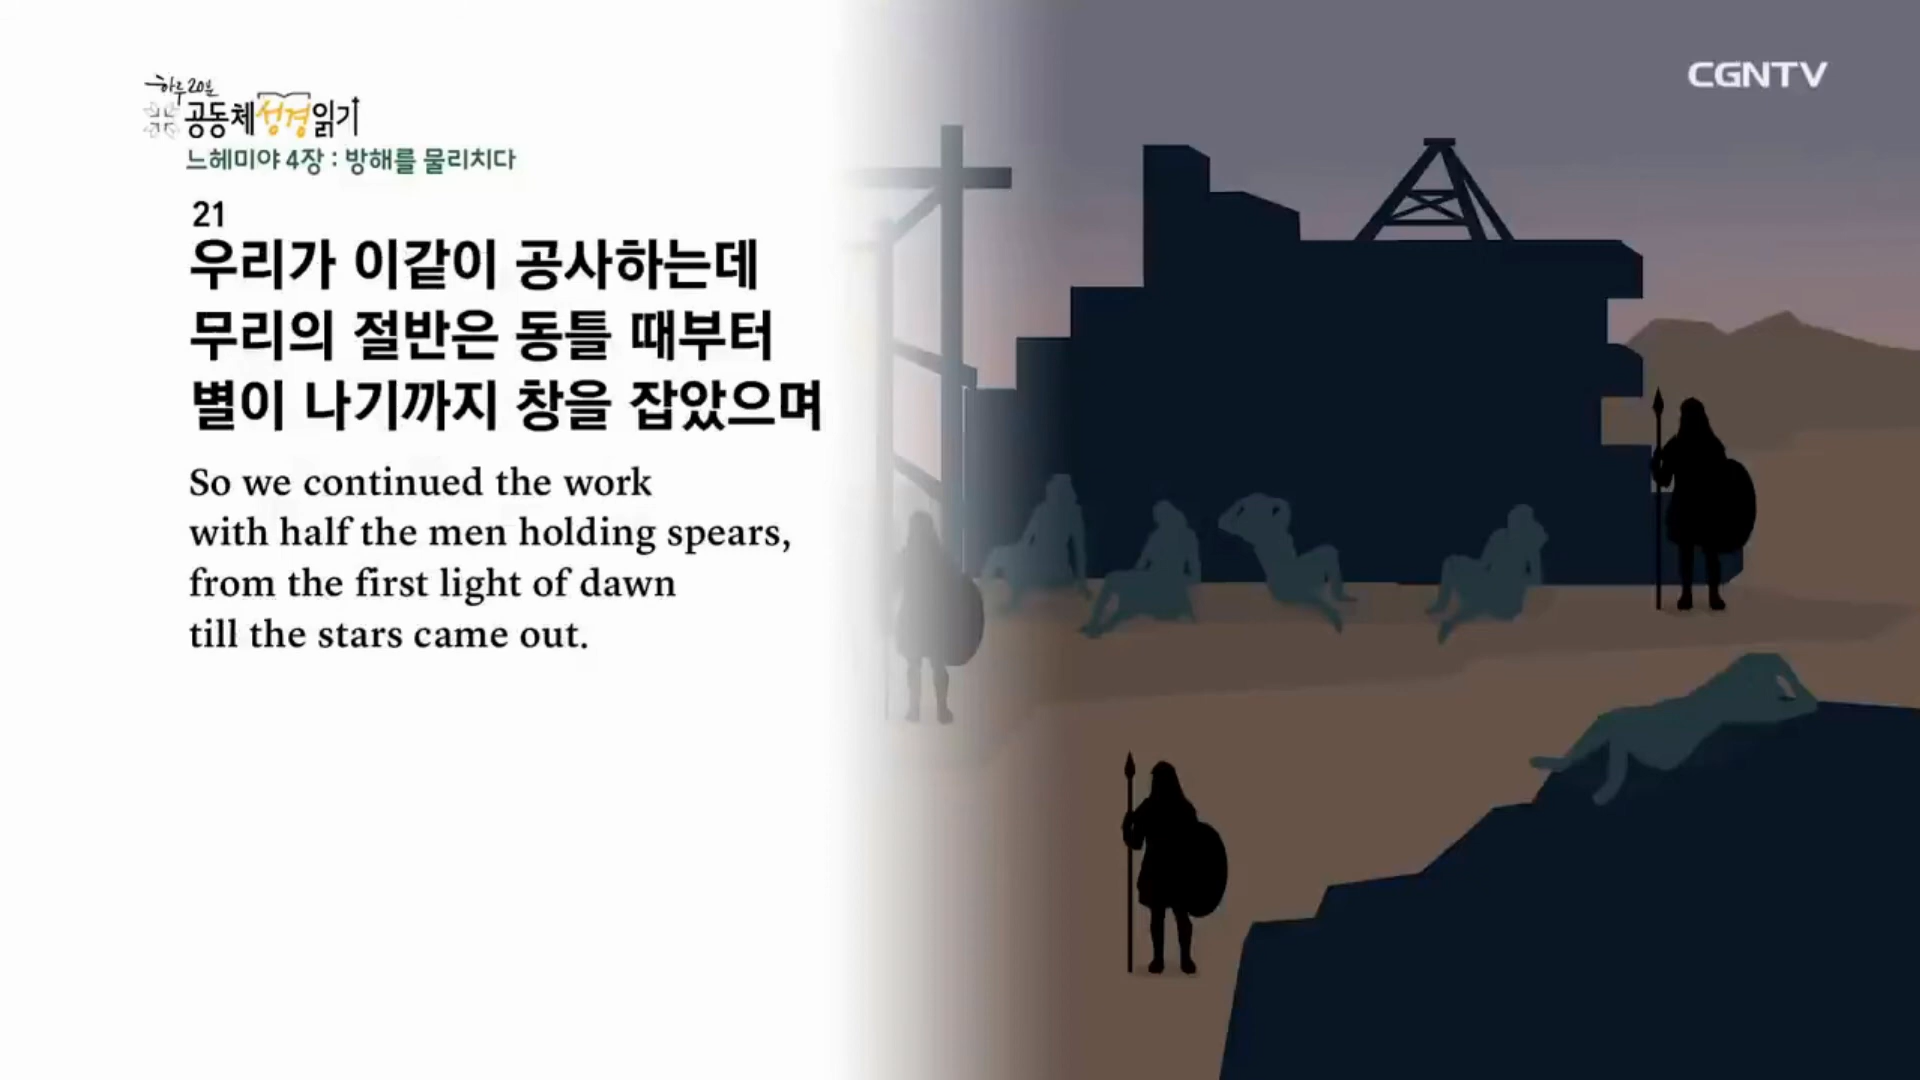 하루 20분
공동체성경읽기
느헤미야 4장 : 방해를 물리치다
21
우리가 이같이 공사하는데
무리의 절반은 동틀 때부터
별이 나기까지 창을 잡았으며
So we continued the work
with half the men holding spears,
from the first light of dawn
till the stars came out.
CGNTV